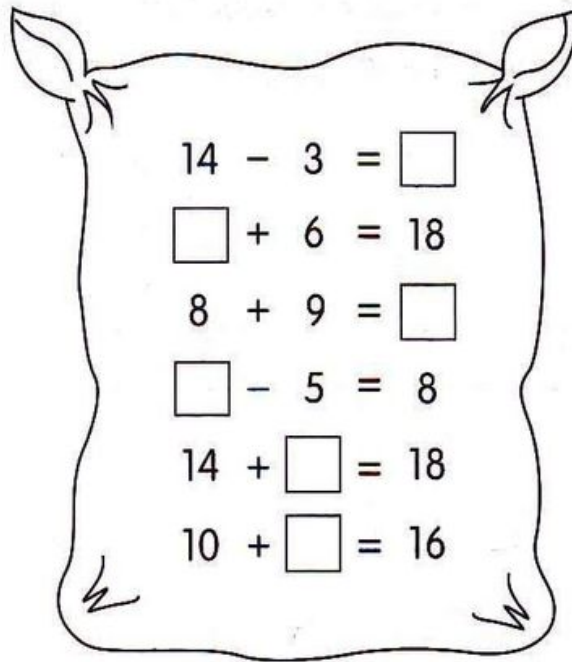 14 - 3 = □
□ + 6 = 18
8 + 9 = □
□ - 5 = 8
14 + □ = 18
10 + □ = 16